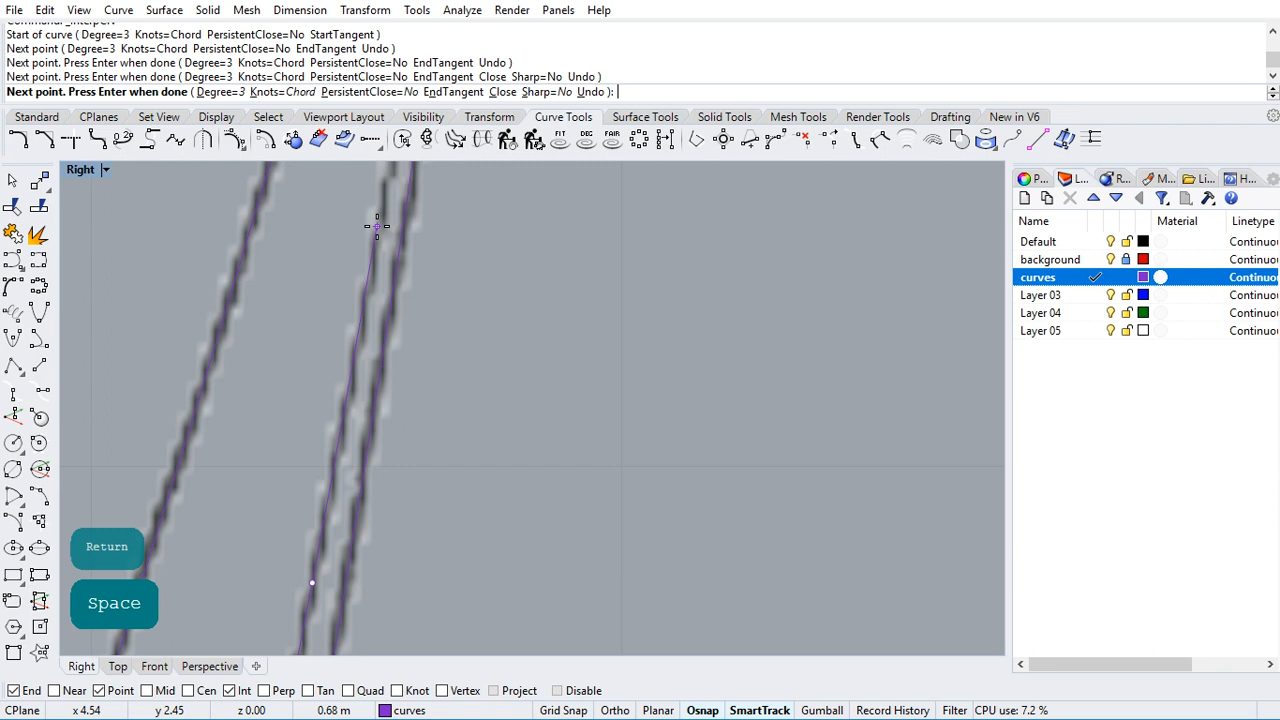 File Edit View Curve Surface Solid Mesh Dimension Transform Tools Analyze Render Panels Help
Start of curve ( Degree=3 Knots=Chord PersistentClose=No StartTangent )
Next point ( Degree=3 Knots=Chord PersistentClose=No EndTangent Undo )
Next point. Press Enter when done ( Degree=3 Knots=Chord PersistentClose=No EndTangent Undo )
Next point. Press Enter when done ( Degree=3 Knots=Chord PersistentClose=No EndTangent Close Sharp=No Undo )
Next point. Press Enter when done ( Degree=3 Knots=Chord PersistentClose=No EndTangent Close Sharp=No Undo ):
Standard CPlanes Set View Display Select Viewport Layout Visibility Transform Curve Tools Surface Tools Solid Tools Mesh Tools Render Tools Drafting New in V6
FIT DEG FAIR
Right
P... L... R... M... Li... H...
Name Material Linetype
Default Continuo
background Continuo
curves Continuo
Layer 03 Continuo
Layer 04 Continuo
Layer 05 Continuo
Return
Space
Right Top Front Perspective
End Near Point Mid Cen Int Perp Tan Quad Knot Vertex Project Disable
CPlane x 4.54 y 2.45 z 0.00 0.68 m curves Grid Snap Ortho Planar Osnap SmartTrack Gumball Record History Filter CPU use: 7.2 %